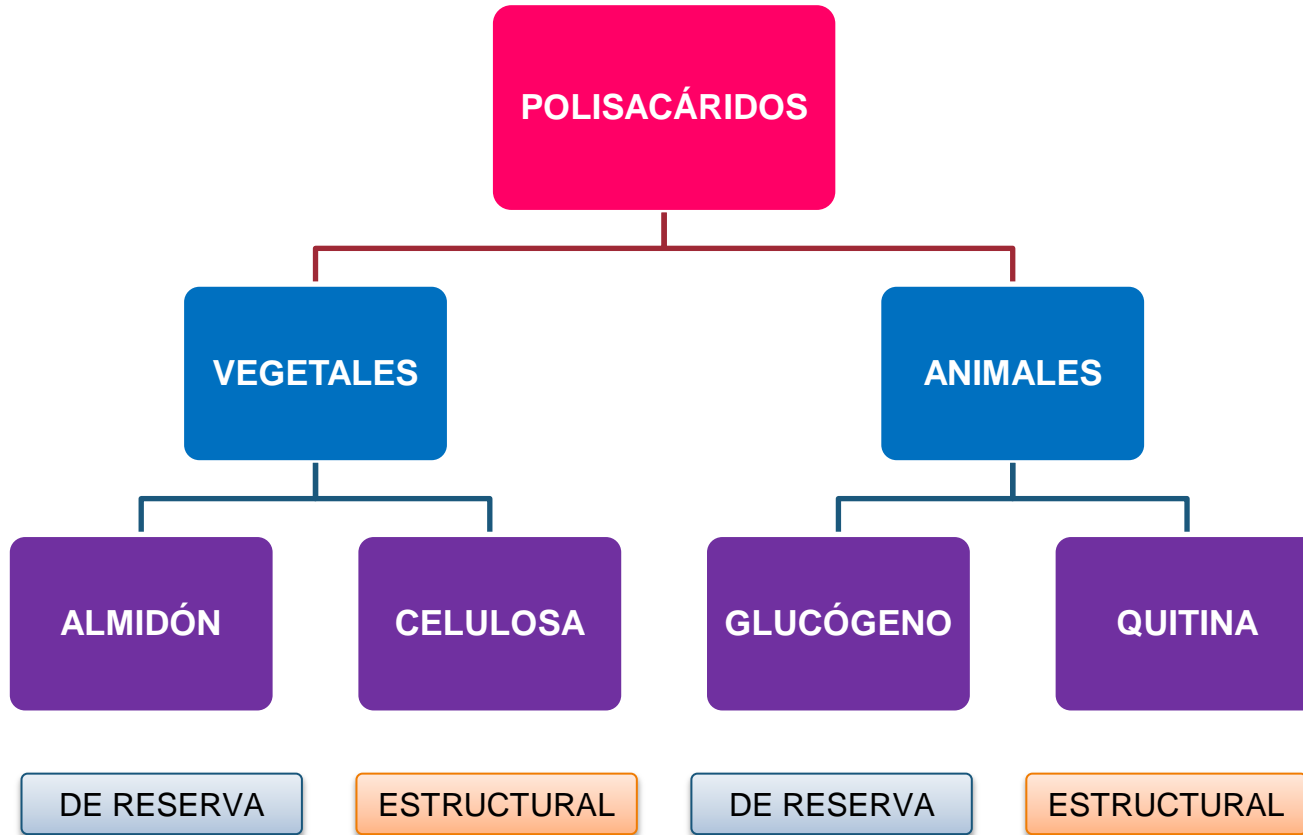 POLISACÁRIDOS
VEGETALES
ANIMALES
ALMIDÓN
CELULOSA
GLUCÓGENO
QUITINA
DE RESERVA
ESTRUCTURAL
DE RESERVA
ESTRUCTURAL